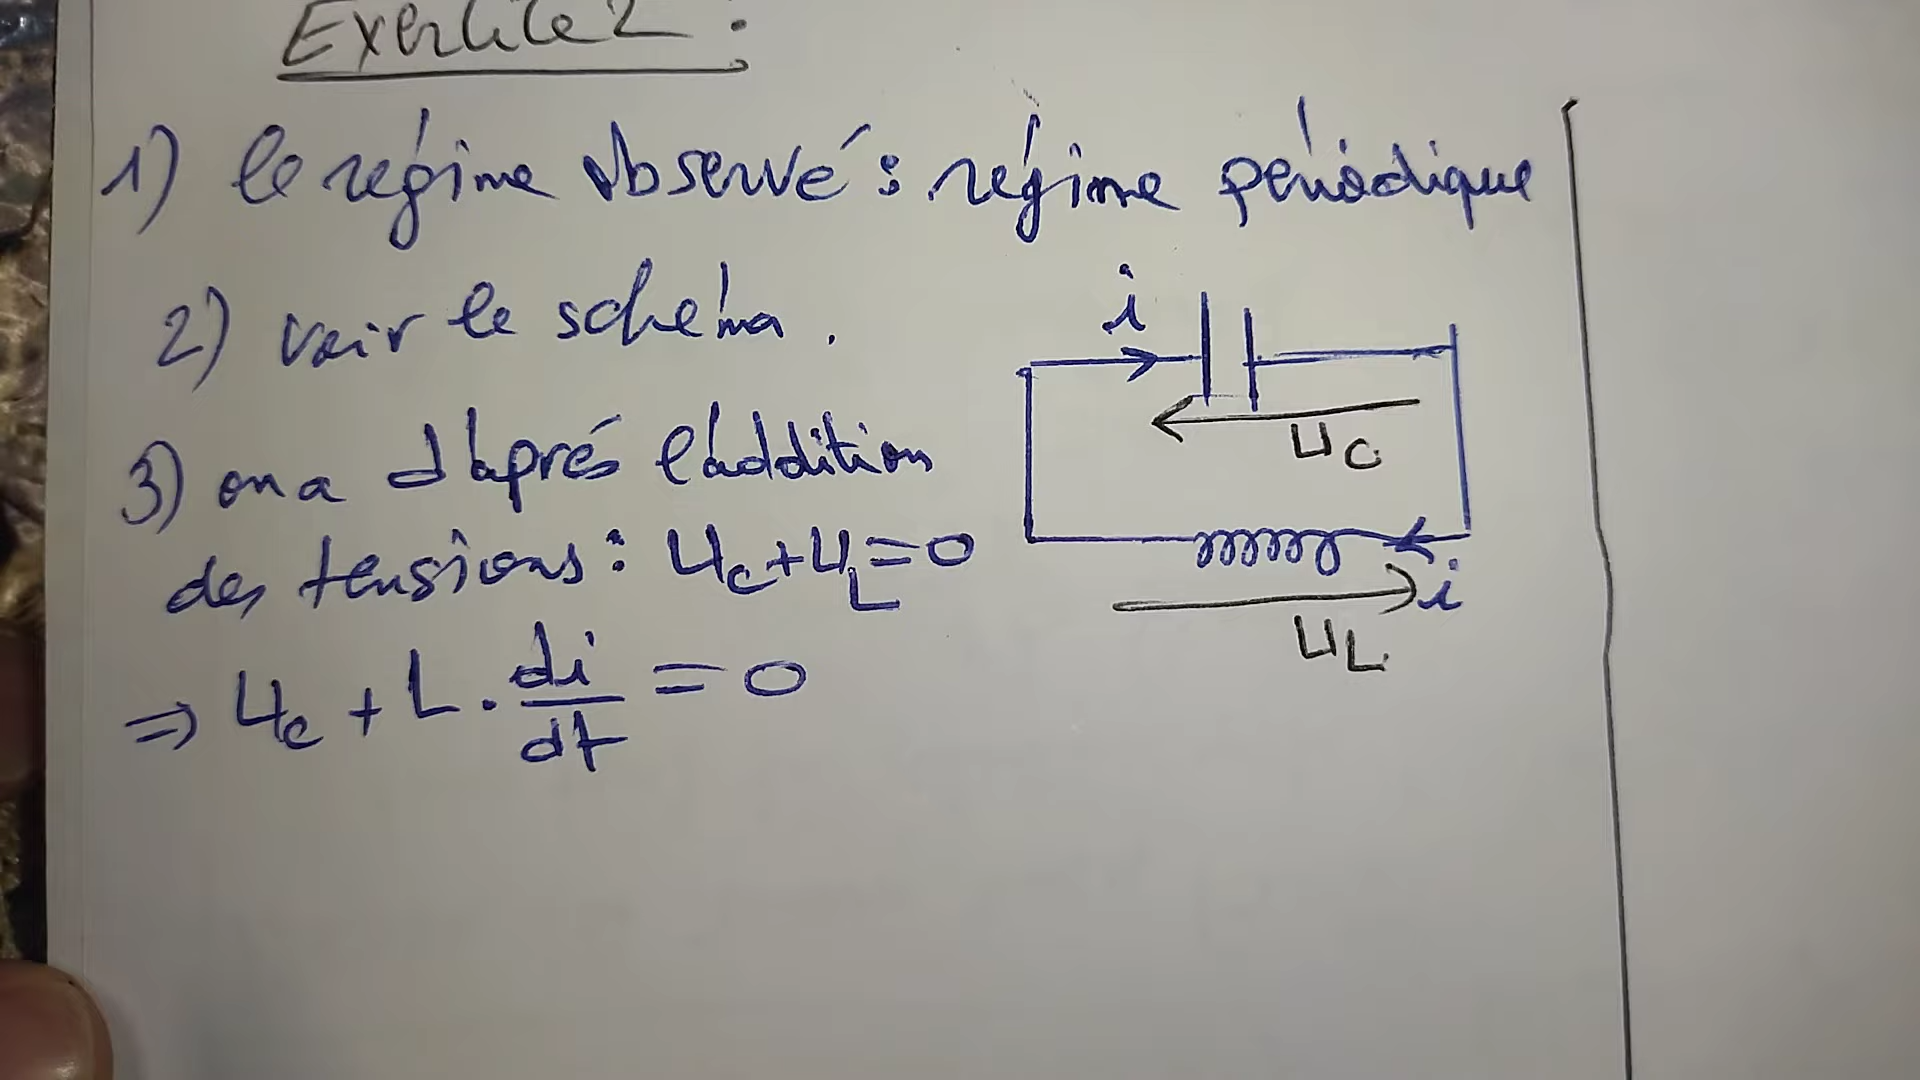 Exercice 2 :
1) le régime observé : régime périodique
2) voir le schéma.
3) on a d'aprés l'addition
des tensions : Uc + UL = 0
⇒ Uc + L . di/dt = 0
i
UC
i
UL